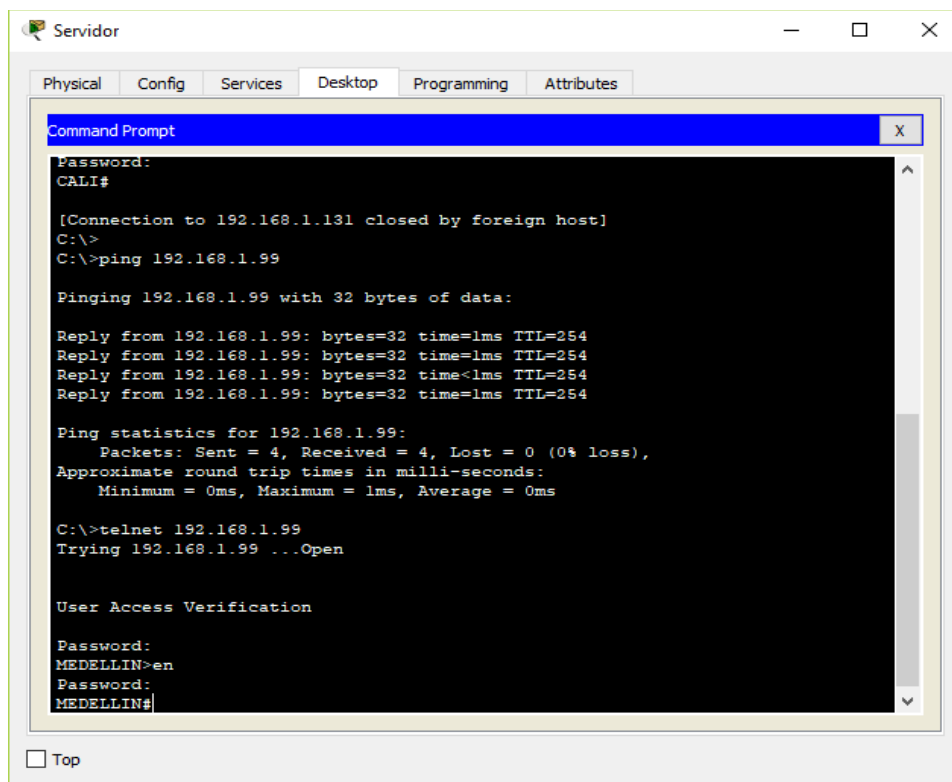 Servidor
Physical Config Services Desktop Programming Attributes
Command Prompt X
Password:
CALI#
[Connection to 192.168.1.131 closed by foreign host]
C:\>
C:\>ping 192.168.1.99
Pinging 192.168.1.99 with 32 bytes of data:
Reply from 192.168.1.99: bytes=32 time=1ms TTL=254
Reply from 192.168.1.99: bytes=32 time=1ms TTL=254
Reply from 192.168.1.99: bytes=32 time<1ms TTL=254
Reply from 192.168.1.99: bytes=32 time=1ms TTL=254
Ping statistics for 192.168.1.99:
Packets: Sent = 4, Received = 4, Lost = 0 (0% loss),
Approximate round trip times in milli-seconds:
Minimum = 0ms, Maximum = 1ms, Average = 0ms
C:\>telnet 192.168.1.99
Trying 192.168.1.99 ...Open
User Access Verification
Password:
MEDELLIN>en
Password:
MEDELLIN#
Top